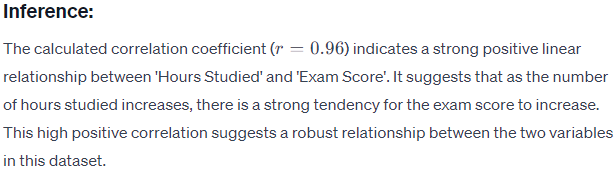 Inference:
The calculated correlation coefficient (r = 0.96) indicates a strong positive linear
relationship between 'Hours Studied' and 'Exam Score'. It suggests that as the number
of hours studied increases, there is a strong tendency for the exam score to increase.
This high positive correlation suggests a robust relationship between the two variables
in this dataset.